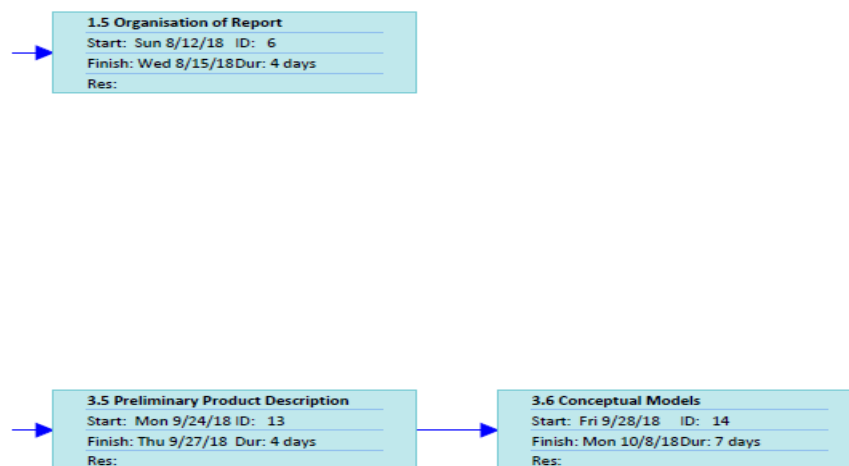 1.5 Organisation of Report
Start: Sun 8/12/18 ID: 6
Finish: Wed 8/15/18 Dur: 4 days
Res:
3.5 Preliminary Product Description
Start: Mon 9/24/18 ID: 13
Finish: Thu 9/27/18 Dur: 4 days
Res:
3.6 Conceptual Models
Start: Fri 9/28/18 ID: 14
Finish: Mon 10/8/18 Dur: 7 days
Res: